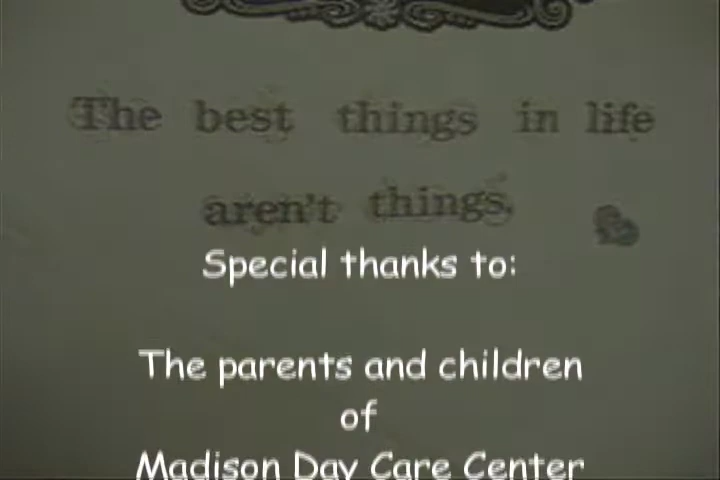 The best things in life
aren't things.
Special thanks to:
The parents and children
of
Madison Day Care Center